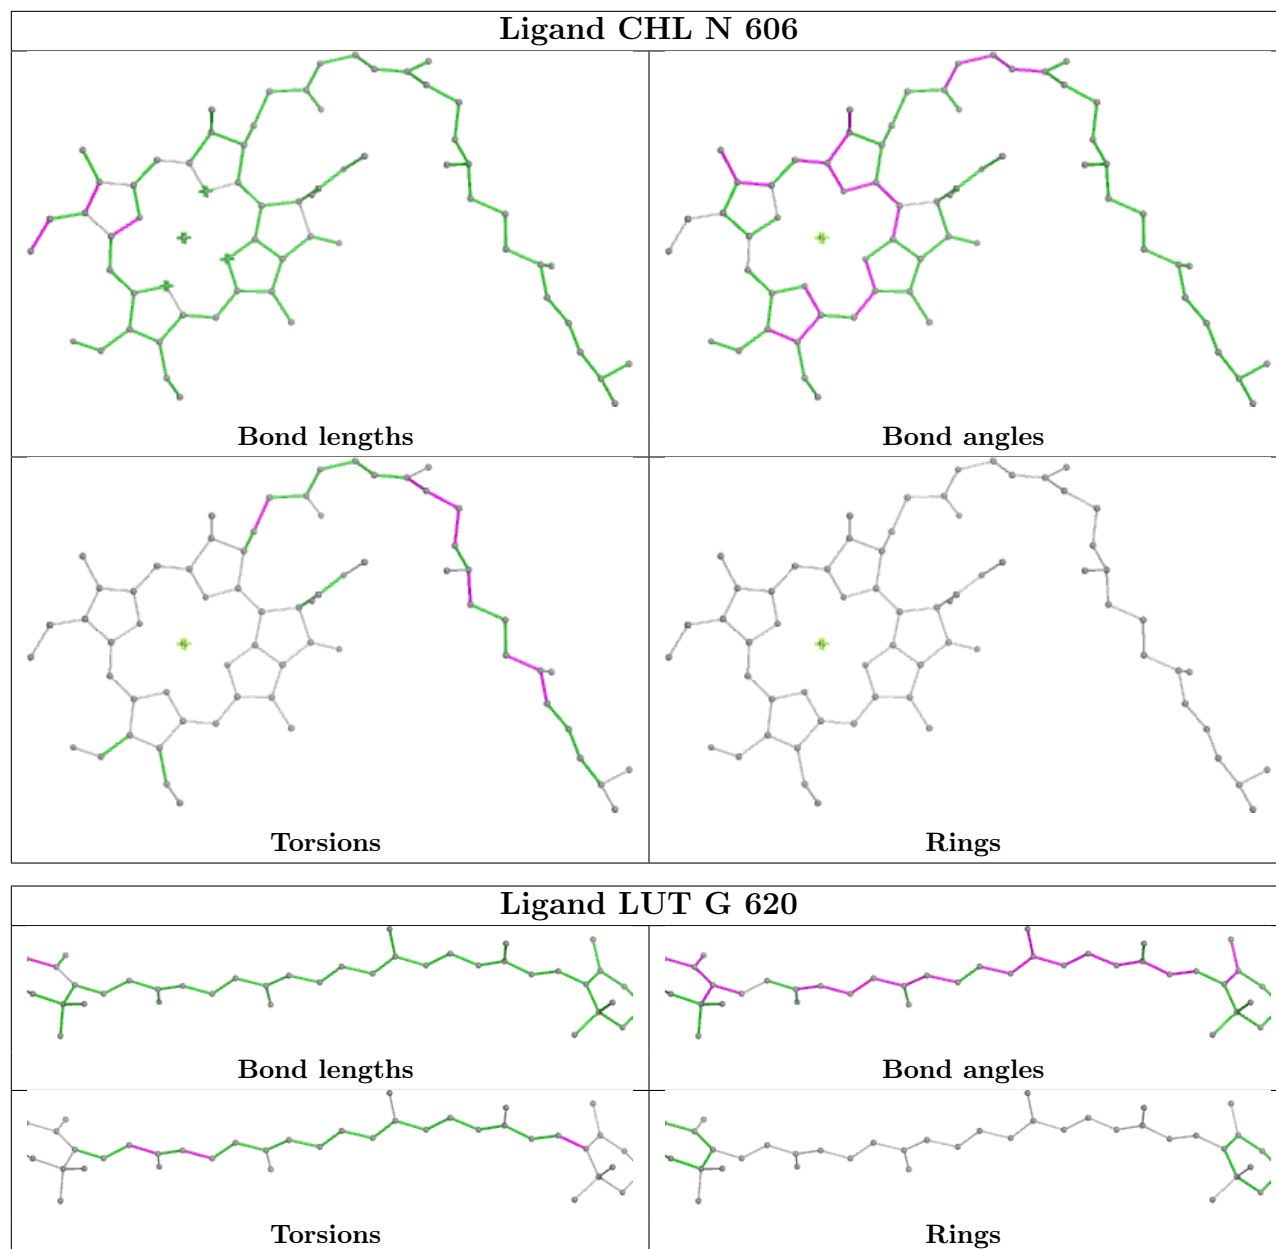 Ligand CHL N 606
Bond lengths
Bond angles
Torsions
Rings
Ligand LUT G 620
Bond lengths
Bond angles
Torsions
Rings